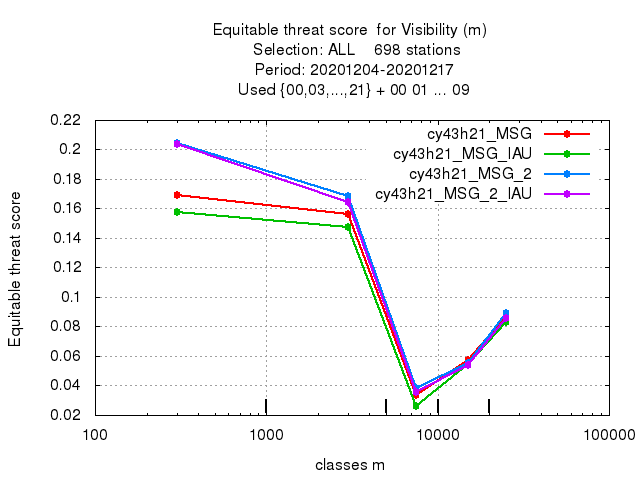 Equitable threat score for Visibility (m)
Selection: ALL 698 stations
Period: 20201204-20201217
Used {00,03,...,21} + 00 01 ... 09
0.22
0.2
0.18
0.16
0.14
0.12
0.1
0.08
0.06
0.04
0.02
Equitable threat score
cy43h21_MSG
cy43h21_MSG_IAU
cy43h21_MSG_2
cy43h21_MSG_2_IAU
100 1000 10000 100000
classes m